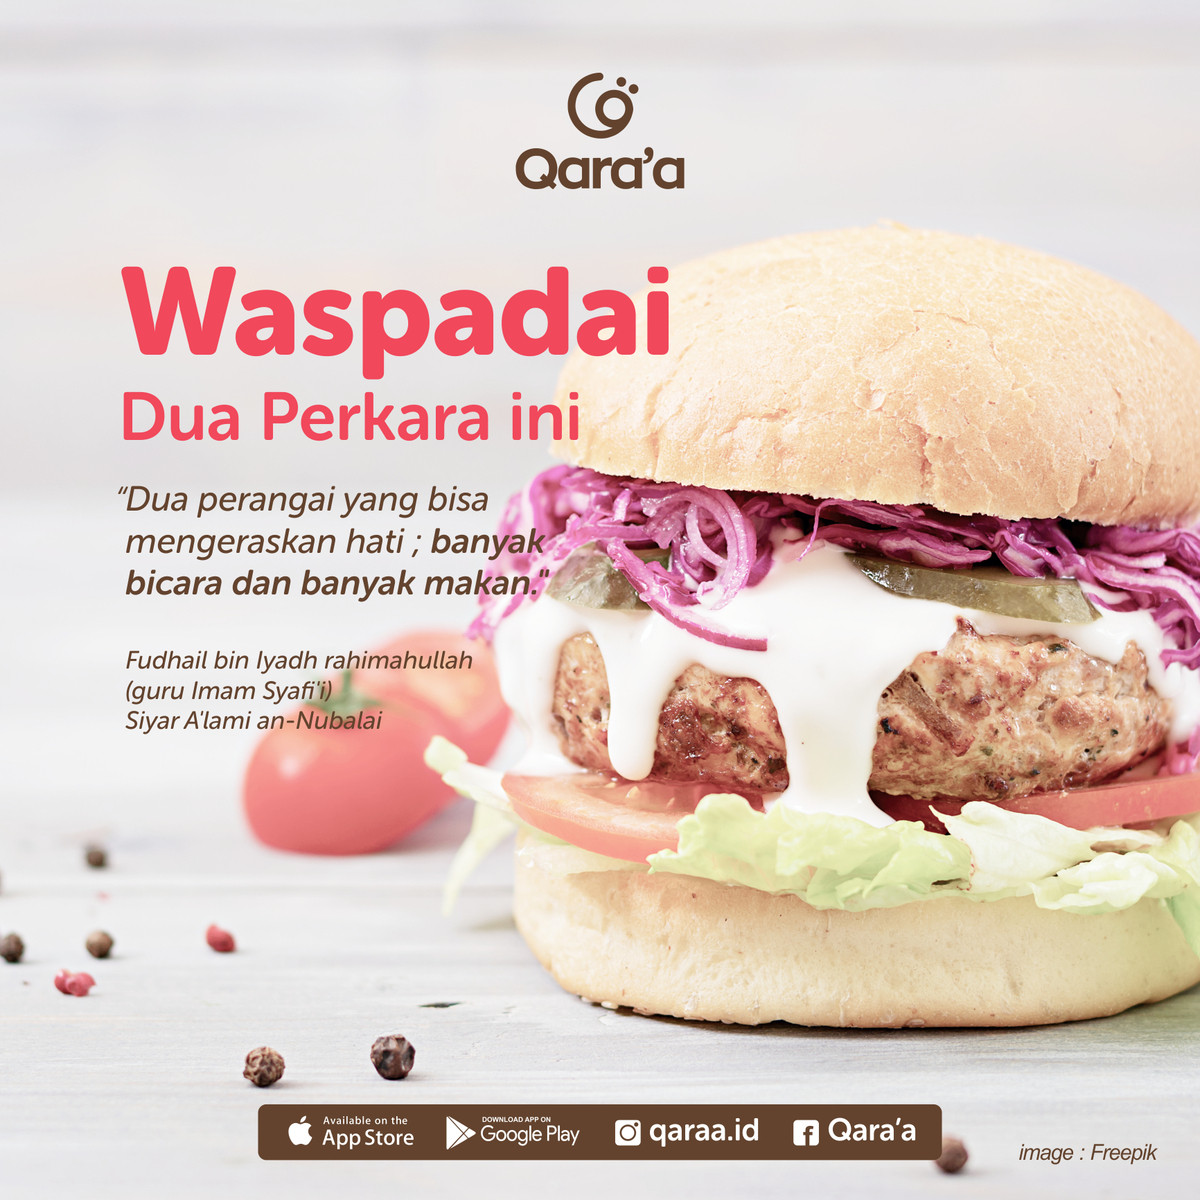 Qara'a
Waspadai
Dua Perkara ini
“Dua perangai yang bisa
mengeraskan hati ; banyak
bicara dan banyak makan."
Fudhail bin Iyadh rahimahullah
(guru Imam Syafi'i)
Siyar A'lami an-Nubalai
Available on the
App Store
DOWNLOAD APP ON
Google Play
qaraa.id
Qara'a
image : Freepik